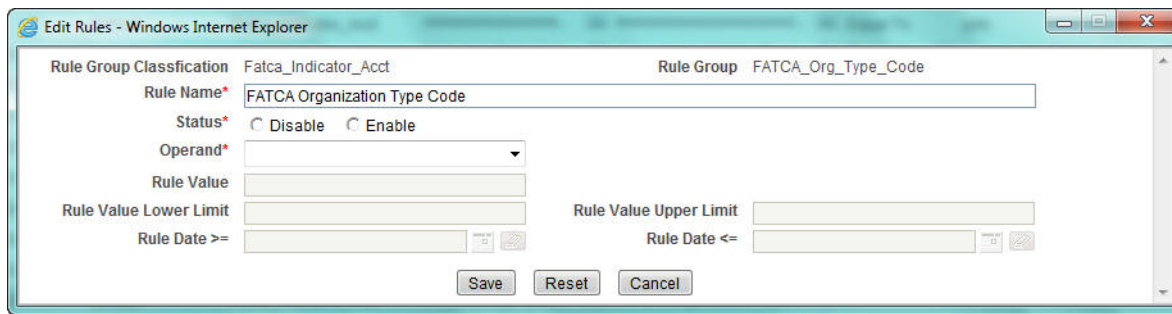 Edit Rules - Windows Internet Explorer
Rule Group Classfication Fatca_Indicator_Acct Rule Group FATCA_Org_Type_Code
Rule Name* FATCA Organization Type Code
Status* Disable Enable
Operand*
Rule Value
Rule Value Lower Limit Rule Value Upper Limit
Rule Date >= Rule Date <=
Save Reset Cancel